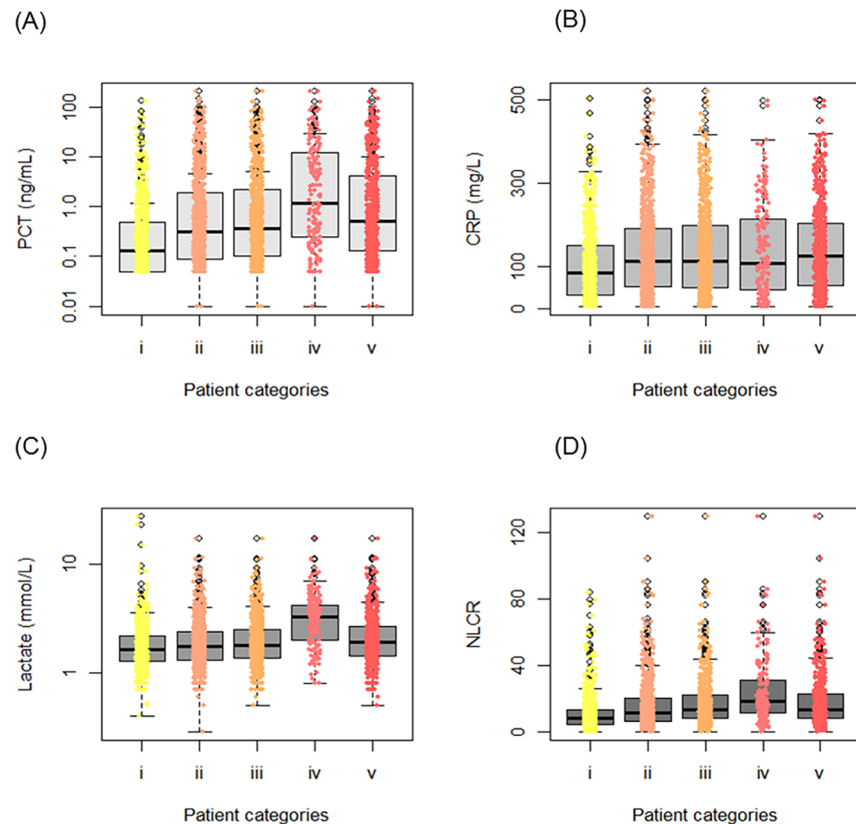 (A)
PCT (ng/mL)
100
10
1.0
0.1
0.01
i ii iii iv v
Patient categories
(B)
CRP (mg/L)
500
300
100
0
i ii iii iv v
Patient categories
(C)
Lactate (mmol/L)
10
1
i ii iii iv v
Patient categories
(D)
NLCR
120
80
40
0
i ii iii iv v
Patient categories